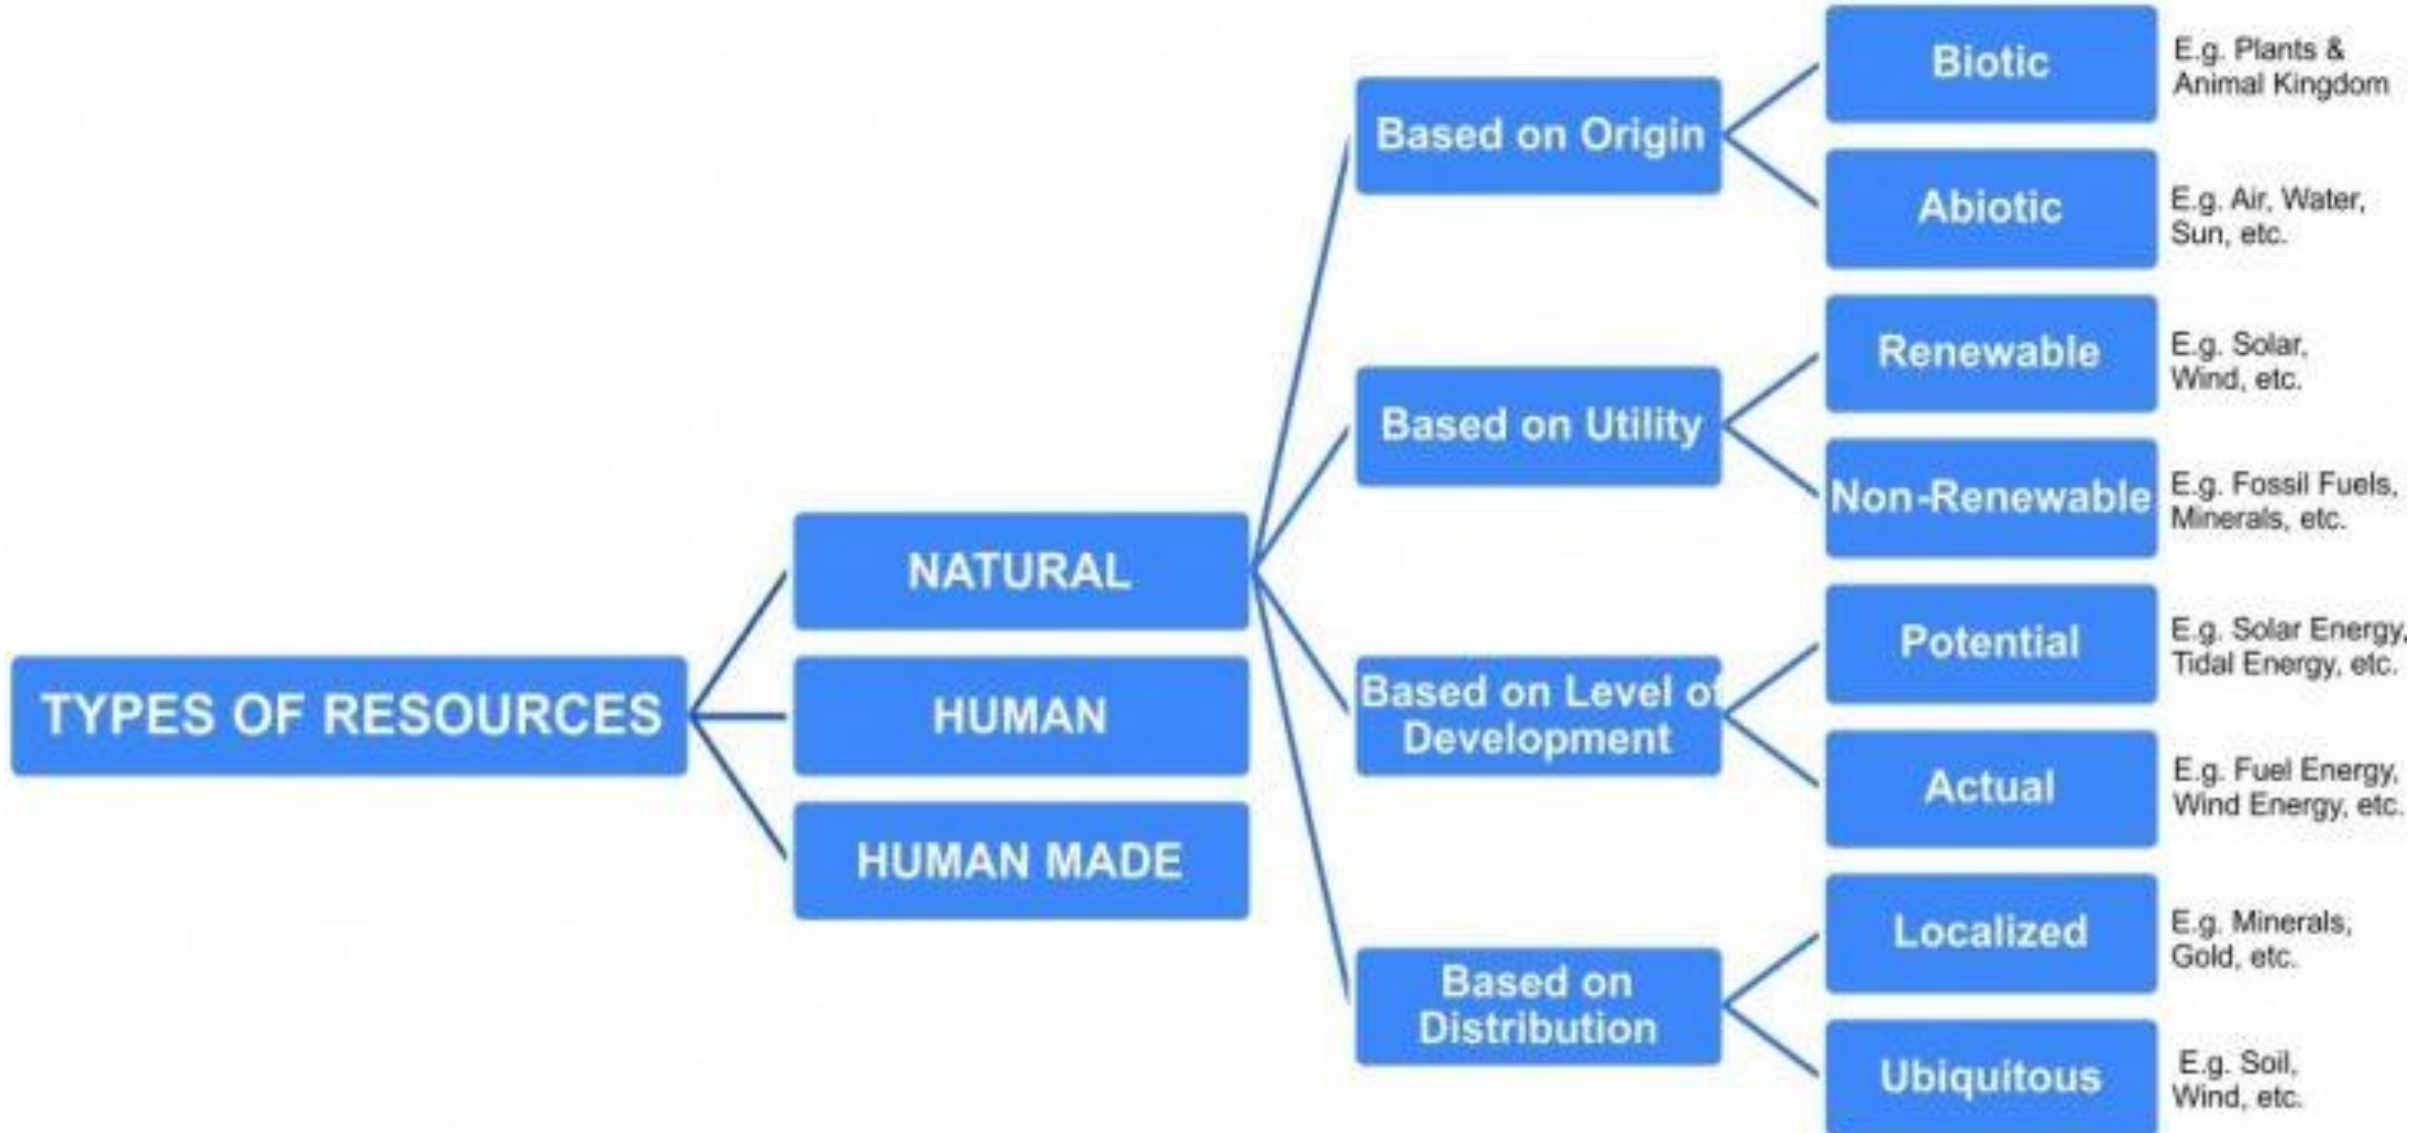 TYPES OF RESOURCES
NATURAL
HUMAN
HUMAN MADE
Based on Origin
Biotic
E.g. Plants &
Animal Kingdom
Abiotic
E.g. Air, Water,
Sun, etc.
Based on Utility
Renewable
E.g. Solar,
Wind, etc.
Non-Renewable
E.g. Fossil Fuels,
Minerals, etc.
Based on Level of
Development
Potential
E.g. Solar Energy,
Tidal Energy, etc.
Actual
E.g. Fuel Energy,
Wind Energy, etc.
Based on
Distribution
Localized
E.g. Minerals,
Gold, etc.
Ubiquitous
E.g. Soil,
Wind, etc.